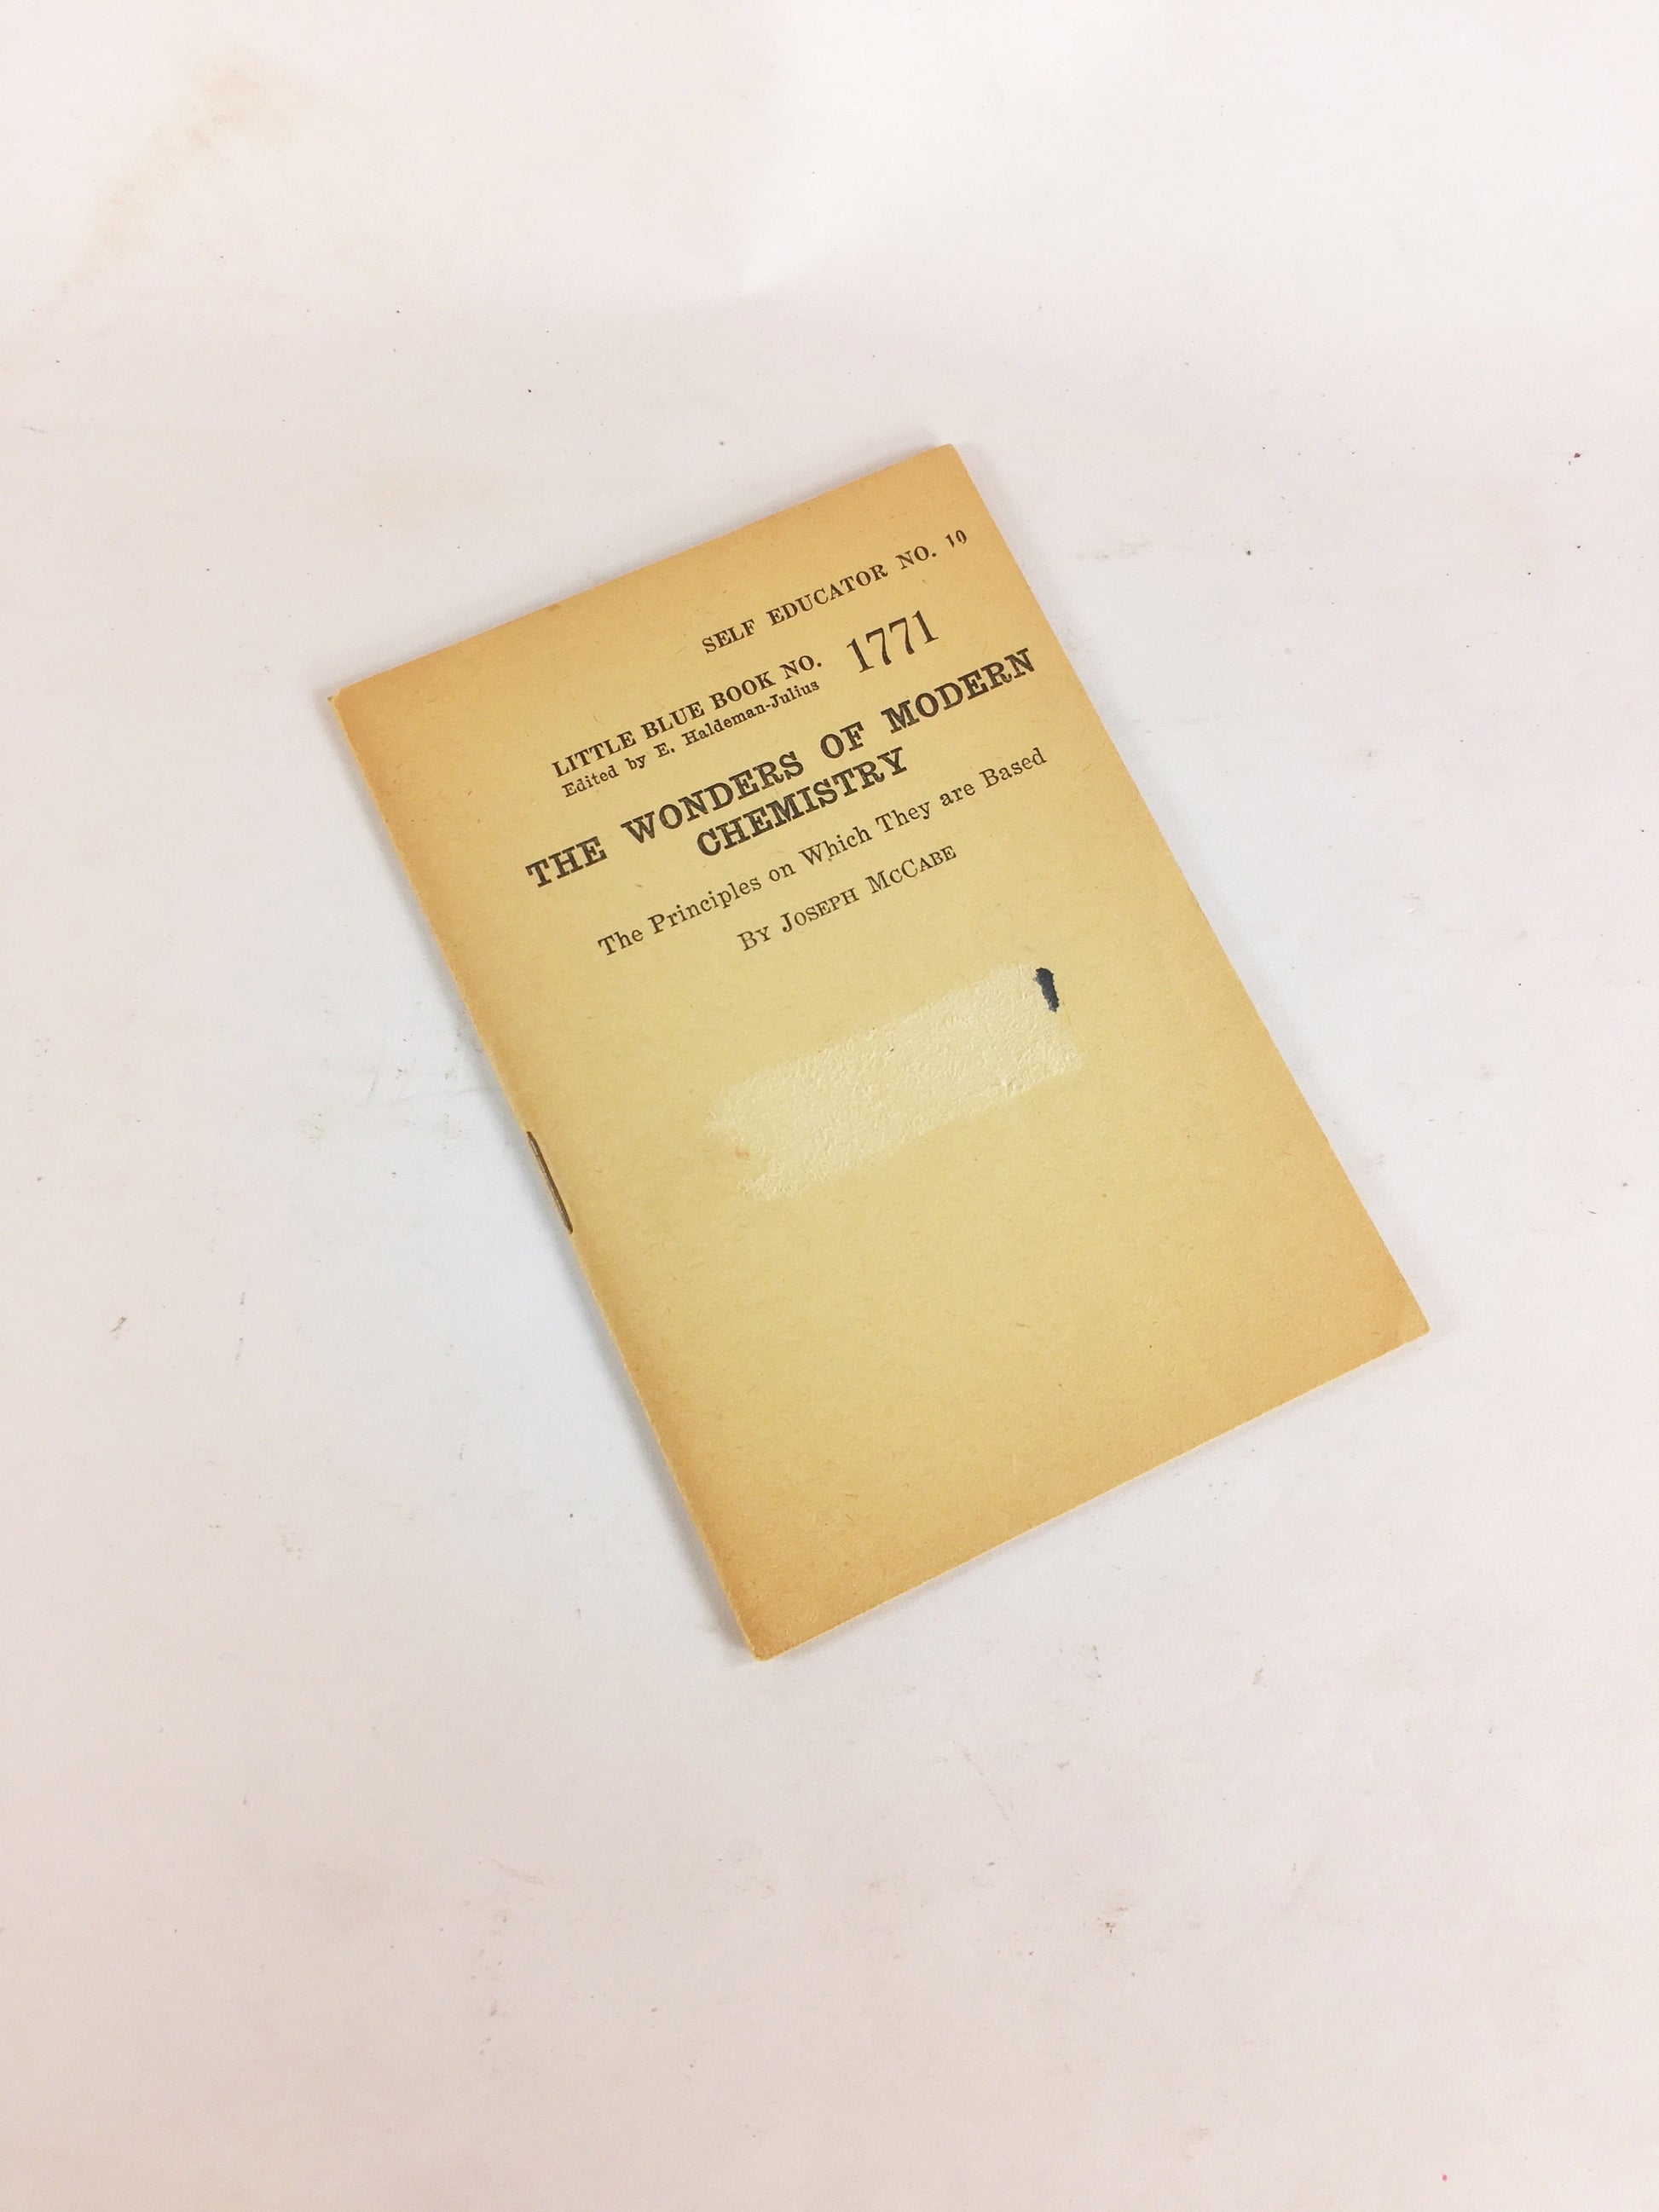 SELF EDUCATOR NO. 10
LITTLE BLUE BOOK NO. 1771
Edited by E. Haldeman-Julius
THE WONDERS OF MODERN
CHEMISTRY
The Principles on Which They are Based
By Joseph McCabe